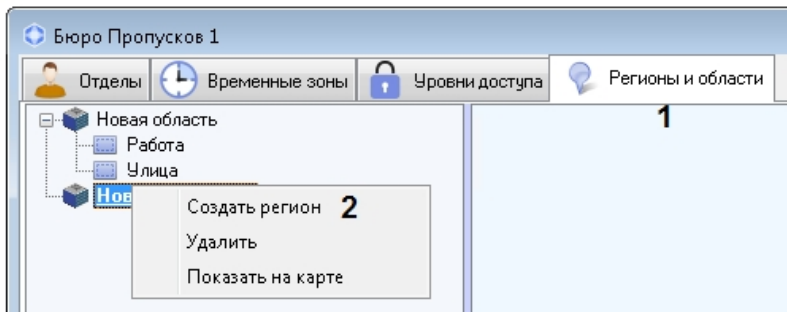 Бюро Пропусков 1
Отделы Временные зоны Уровни доступа Регионы и области
1
Новая область
Работа
Улица
Нов
Создать регион 2
Удалить
Показать на карте